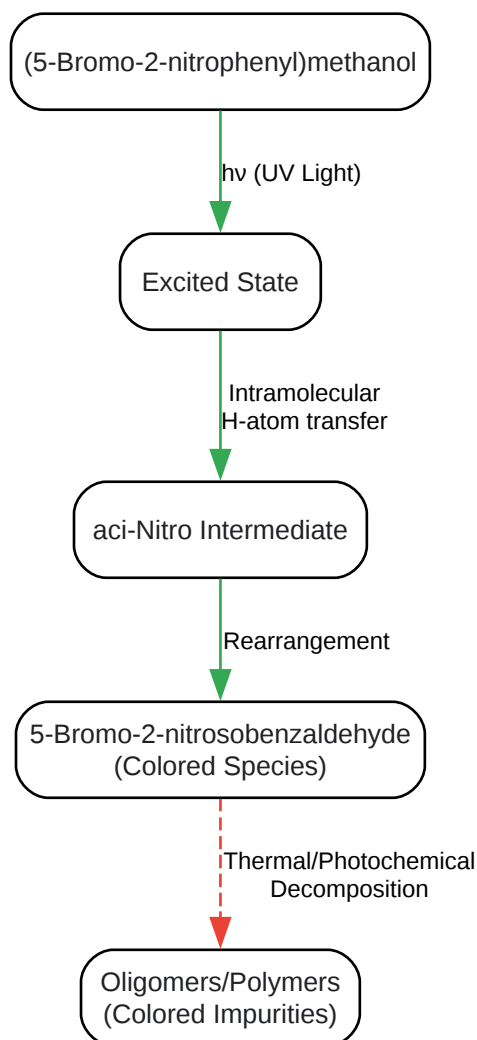 (5-Bromo-2-nitrophenyl)methanol
hν (UV Light)
Excited State
Intramolecular
H-atom transfer
aci-Nitro Intermediate
Rearrangement
5-Bromo-2-nitrosobenzaldehyde
(Colored Species)
Thermal/Photochemical
Decomposition
Oligomers/Polymers
(Colored Impurities)